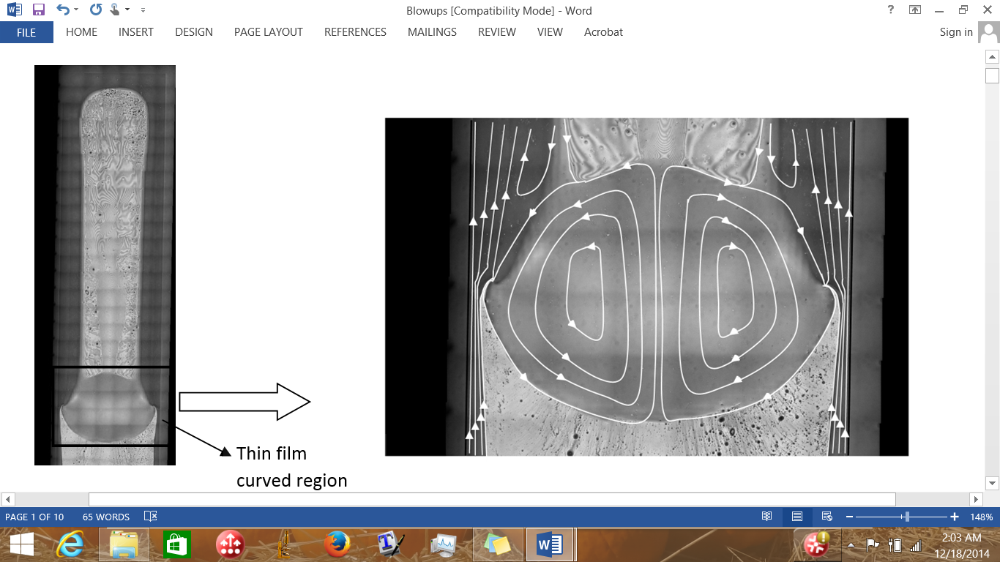 Blowups [Compatibility Mode] - Word
?
FILE HOME INSERT DESIGN PAGE LAYOUT REFERENCES MAILINGS REVIEW VIEW Acrobat Sign in
Thin film
curved region
PAGE 1 OF 10 65 WORDS 148%
2:03 AM
12/18/2014